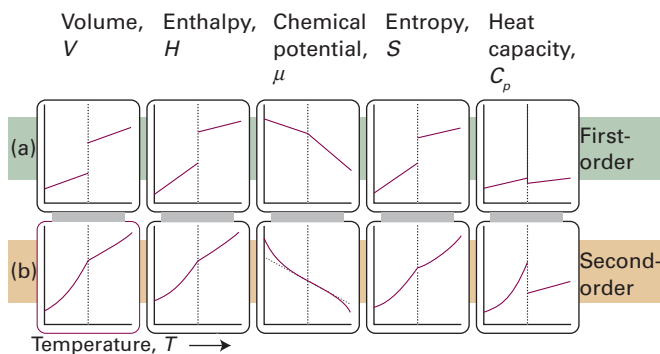 Volume,
V
Enthalpy,
H
Chemical
potential,
μ
Entropy,
S
Heat
capacity,
Cp
(a)
First-
order
(b)
Second-
order
Temperature, T